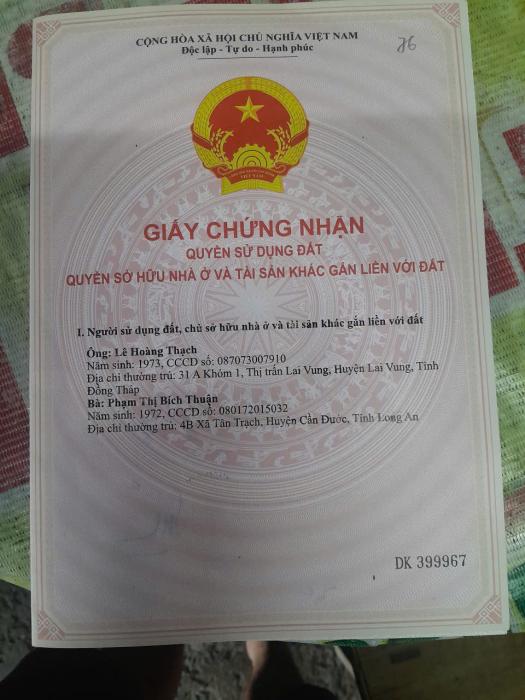 CỘNG HÒA XÃ HỘI CHỦ NGHĨA VIỆT NAM
Độc lập - Tự do - Hạnh phúc
76
GIẤY CHỨNG NHẬN
QUYỀN SỬ DỤNG ĐẤT
QUYỀN SỞ HỮU NHÀ Ở VÀ TÀI SẢN KHÁC GẮN LIỀN VỚI ĐẤT
I. Người sử dụng đất, chủ sở hữu nhà ở và tài sản khác gắn liền với đất
Ông: Lê Hoàng Thạch
Năm sinh: 1973, CCCD số: 087073007910
Địa chỉ thường trú: 31 A Khóm 1, Thị trấn Lai Vung, Huyện Lai Vung, Tỉnh
Đồng Tháp
Bà: Phạm Thị Bích Thuận
Năm sinh: 1972, CCCD số: 080172015032
Địa chỉ thường trú: 4B Xã Tân Trạch, Huyện Cần Đước, Tỉnh Long An
DK 399967